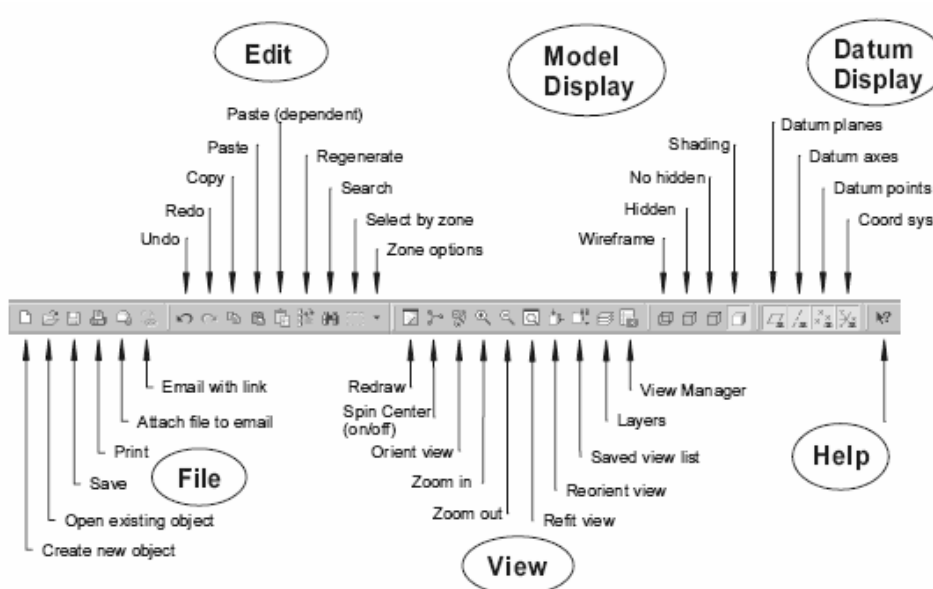 Edit
Model
Display
Datum
Display
Paste (dependent)
Paste
Copy
Redo
Undo
Regenerate
Search
Select by zone
Zone options
Shading
No hidden
Hidden
Wireframe
Datum planes
Datum axes
Datum points
Coord sys
Email with link
Attach file to email
Print
Save
Open existing object
Create new object
File
Redraw
Spin Center
(on/off)
Orient view
Zoom in
Zoom out
View Manager
Layers
Saved view list
Reorient view
Refit view
View
Help